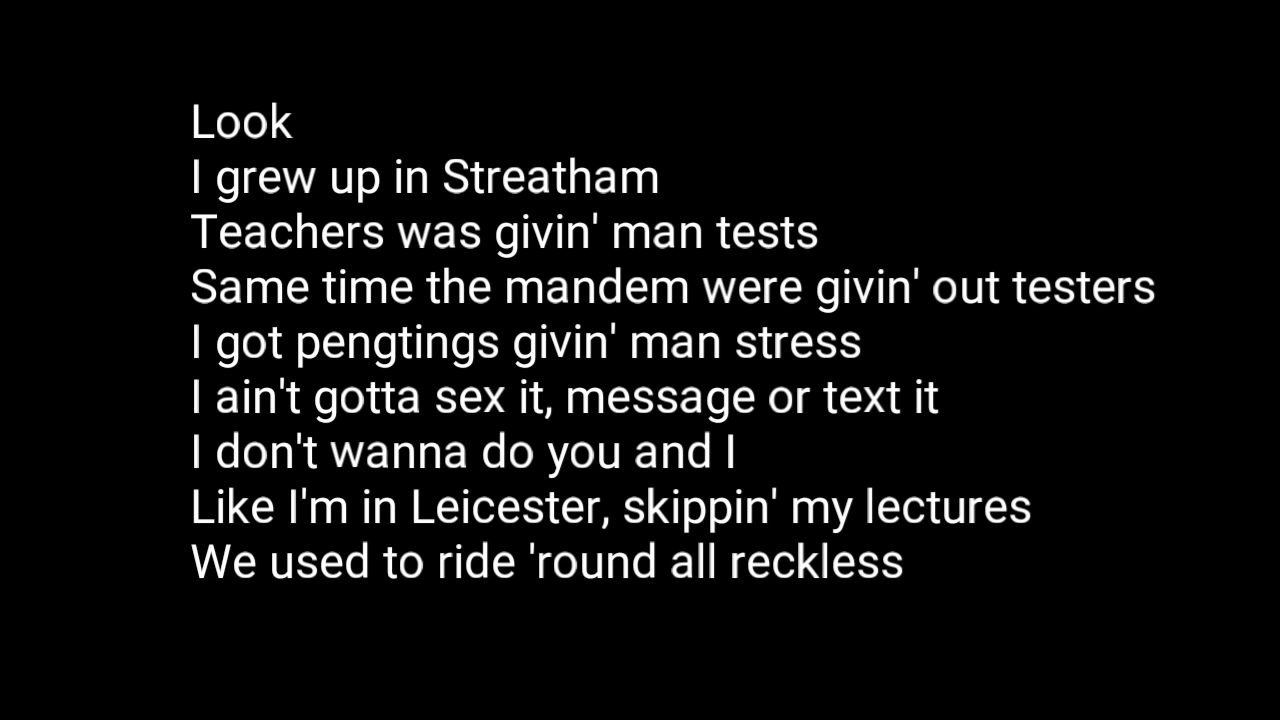 Look
I grew up in Streatham
Teachers was givin' man tests
Same time the mandem were givin' out testers
I got pengtings givin' man stress
I ain't gotta sex it, message or text it
I don't wanna do you and I
Like I'm in Leicester, skippin' my lectures
We used to ride 'round all reckless